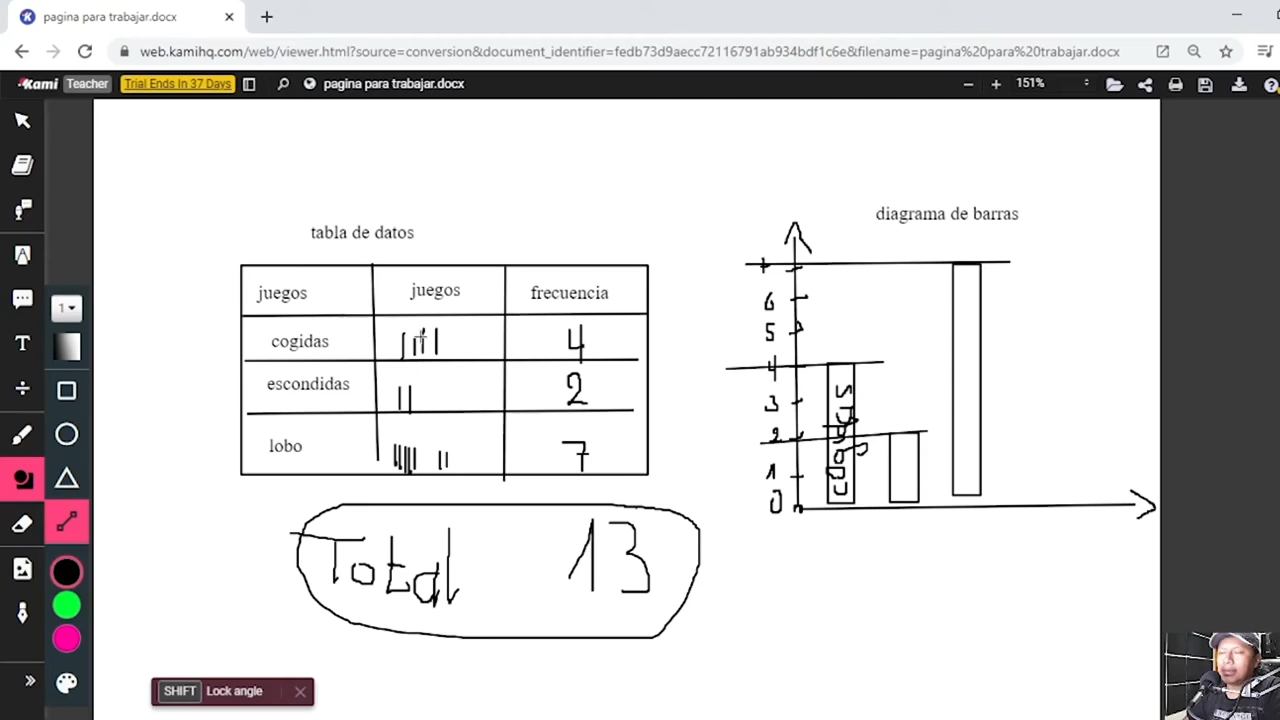 pagina para trabajar.docx
web.kamihq.com/web/viewer.html?source=conversion&document_identifier=fedb73d9aecc72116791ab934bdf1c6e&filename=pagina%20para%20trabajar.docx
Kami Teacher Trial Ends In 37 Days pagina para trabajar.docx 151%
tabla de datos
juegos juegos frecuencia
cogidas 4
escondidas 2
lobo 7
Total 13
diagrama de barras
6
5
4
3
2
1
0
cogidas
1
T
SHIFT Lock angle